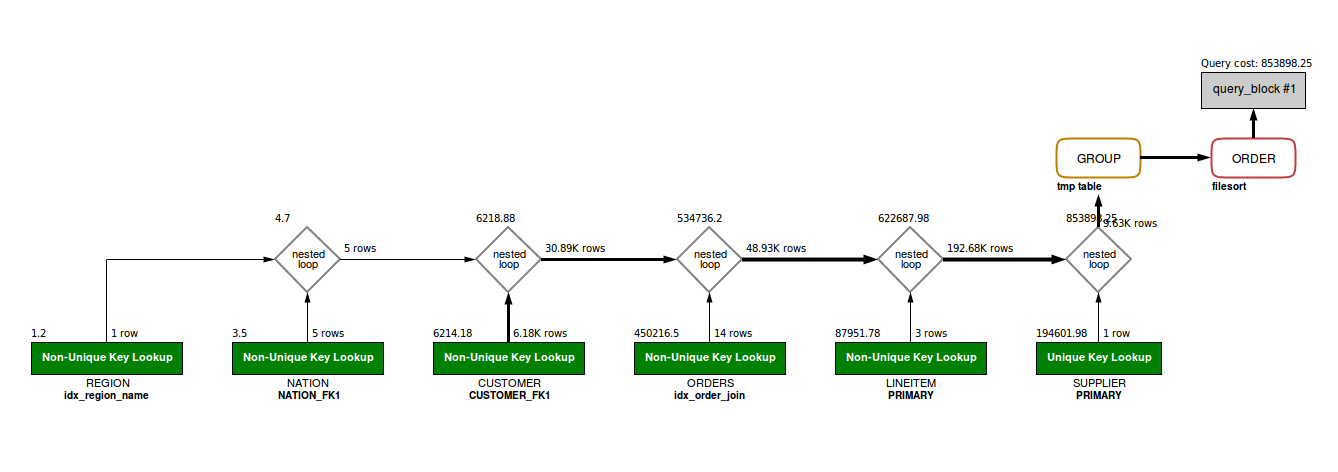 Query cost: 853898.25
query_block #1
GROUP
ORDER
tmp table
filesort
4.7
6218.88
534736.2
622687.98
853898.25
9.63K rows
nested
loop
5 rows
nested
loop
30.89K rows
nested
loop
48.93K rows
nested
loop
192.68K rows
nested
loop
1.2
1 row
3.5
5 rows
6214.18
6.18K rows
450216.5
14 rows
87951.78
3 rows
194601.98
1 row
Non-Unique Key Lookup
Non-Unique Key Lookup
Non-Unique Key Lookup
Non-Unique Key Lookup
Non-Unique Key Lookup
Unique Key Lookup
REGION
idx_region_name
NATION
NATION_FK1
CUSTOMER
CUSTOMER_FK1
ORDERS
idx_order_join
LINEITEM
PRIMARY
SUPPLIER
PRIMARY